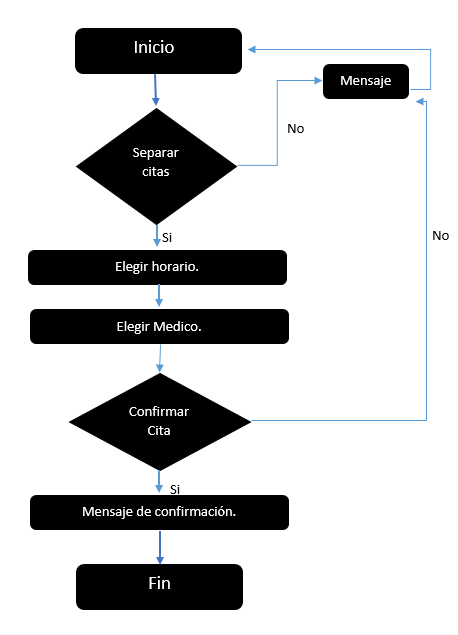 Inicio
Mensaje
No
Separar
citas
Si
No
Elegir horario.
Elegir Medico.
Confirmar
Cita
Si
Mensaje de confirmación.
Fin